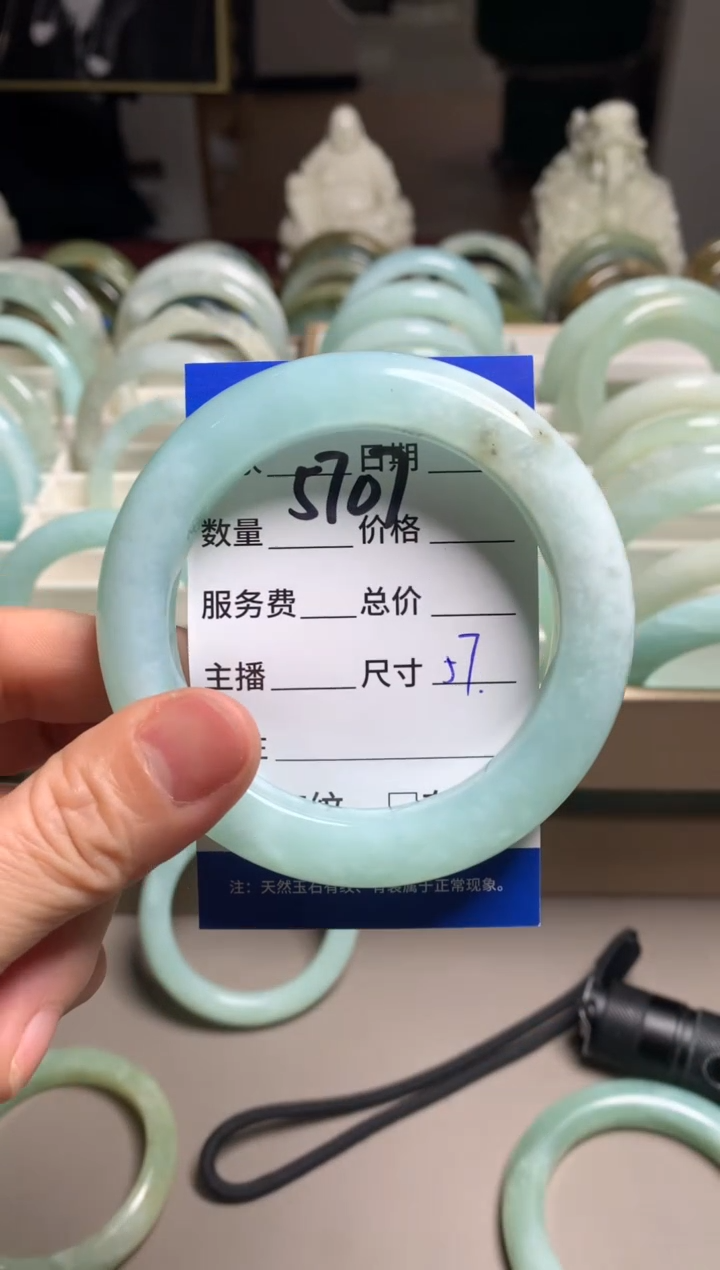 日期
5707
数量 价格
服务费 总价
主播 尺寸 57.
注：天然玉石有纹、有裂属于正常现象。